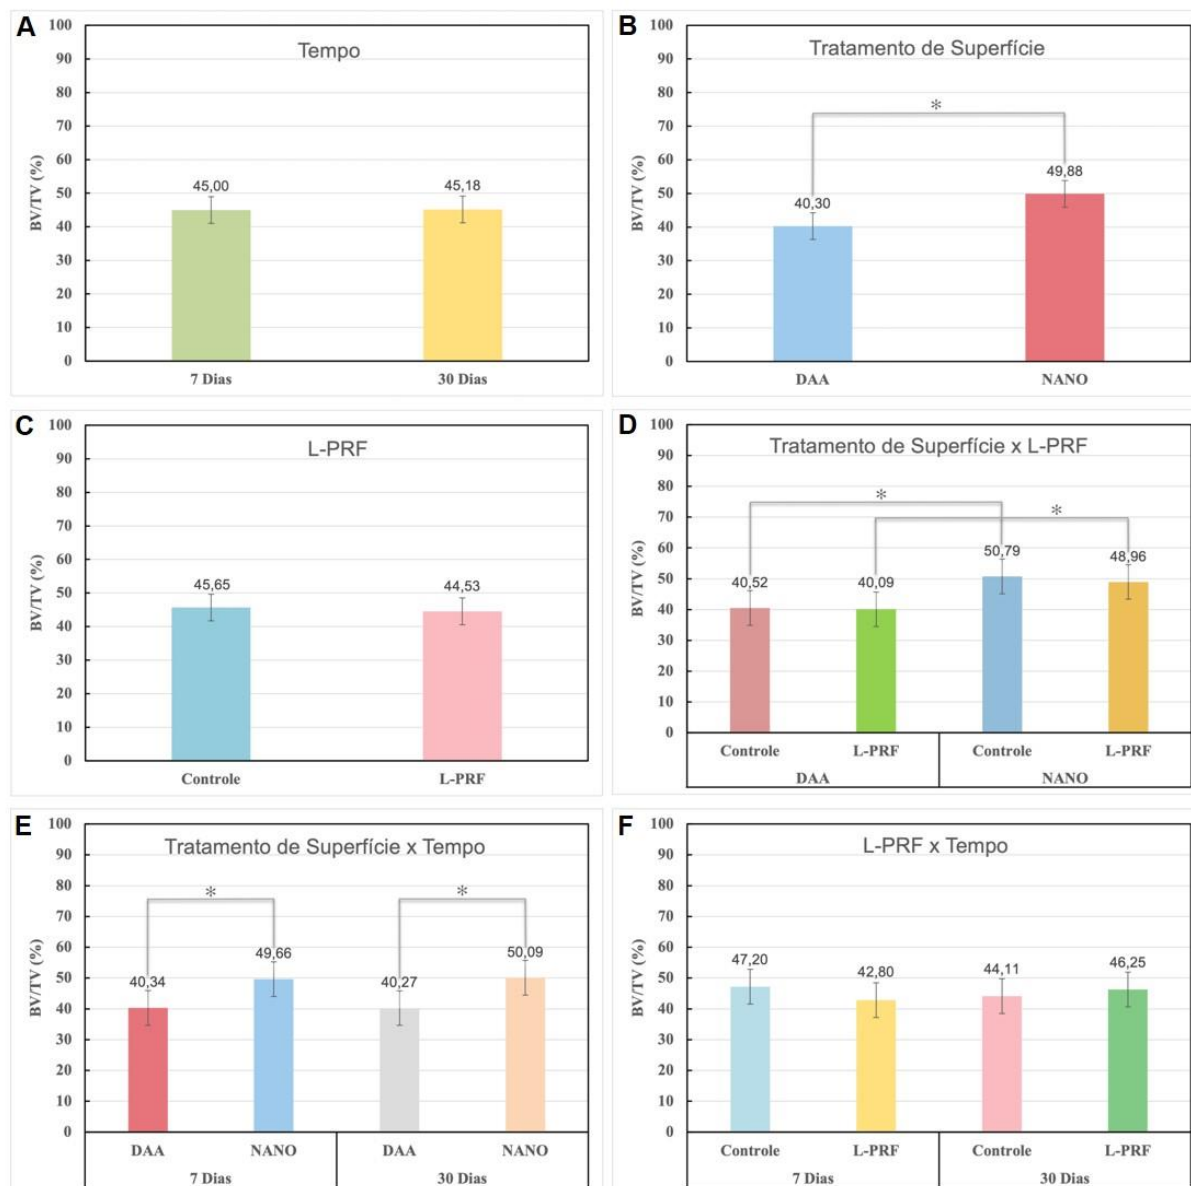 A
Tempo
BV/TV (%)
100
90
80
70
60
50
40
30
20
10
0
45,00
45,18
7 Dias
30 Dias
B
Tratamento de Superfície
BV/TV (%)
100
90
80
70
60
50
40
30
20
10
0
*
40,30
49,88
DAA
NANO
C
L-PRF
BV/TV (%)
100
90
80
70
60
50
40
30
20
10
0
45,65
44,53
Controle
L-PRF
D
Tratamento de Superfície x L-PRF
BV/TV (%)
100
90
80
70
60
50
40
30
20
10
0
*
*
40,52
40,09
50,79
48,96
Controle L-PRF Controle L-PRF
DAA NANO
E
Tratamento de Superfície x Tempo
BV/TV (%)
100
90
80
70
60
50
40
30
20
10
0
*
*
40,34
49,66
40,27
50,09
DAA NANO DAA NANO
7 Dias 30 Dias
F
L-PRF x Tempo
BV/TV (%)
100
90
80
70
60
50
40
30
20
10
0
47,20
42,80
44,11
46,25
Controle L-PRF Controle L-PRF
7 Dias 30 Dias